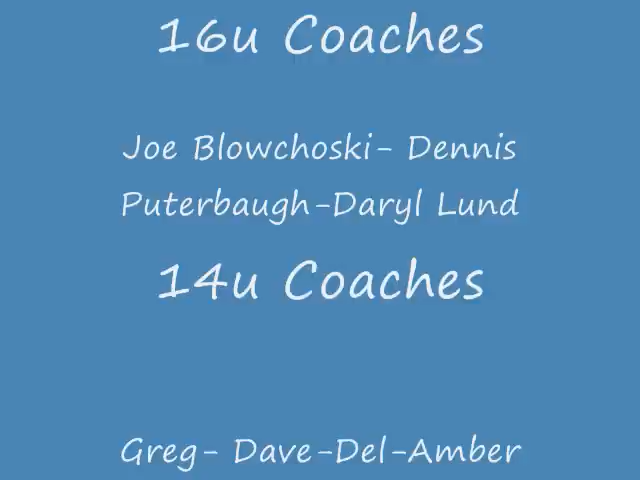 16u Coaches
Joe Blowchoski- Dennis
Puterbaugh-Daryl Lund
14u Coaches
Greg- Dave-Del-Amber